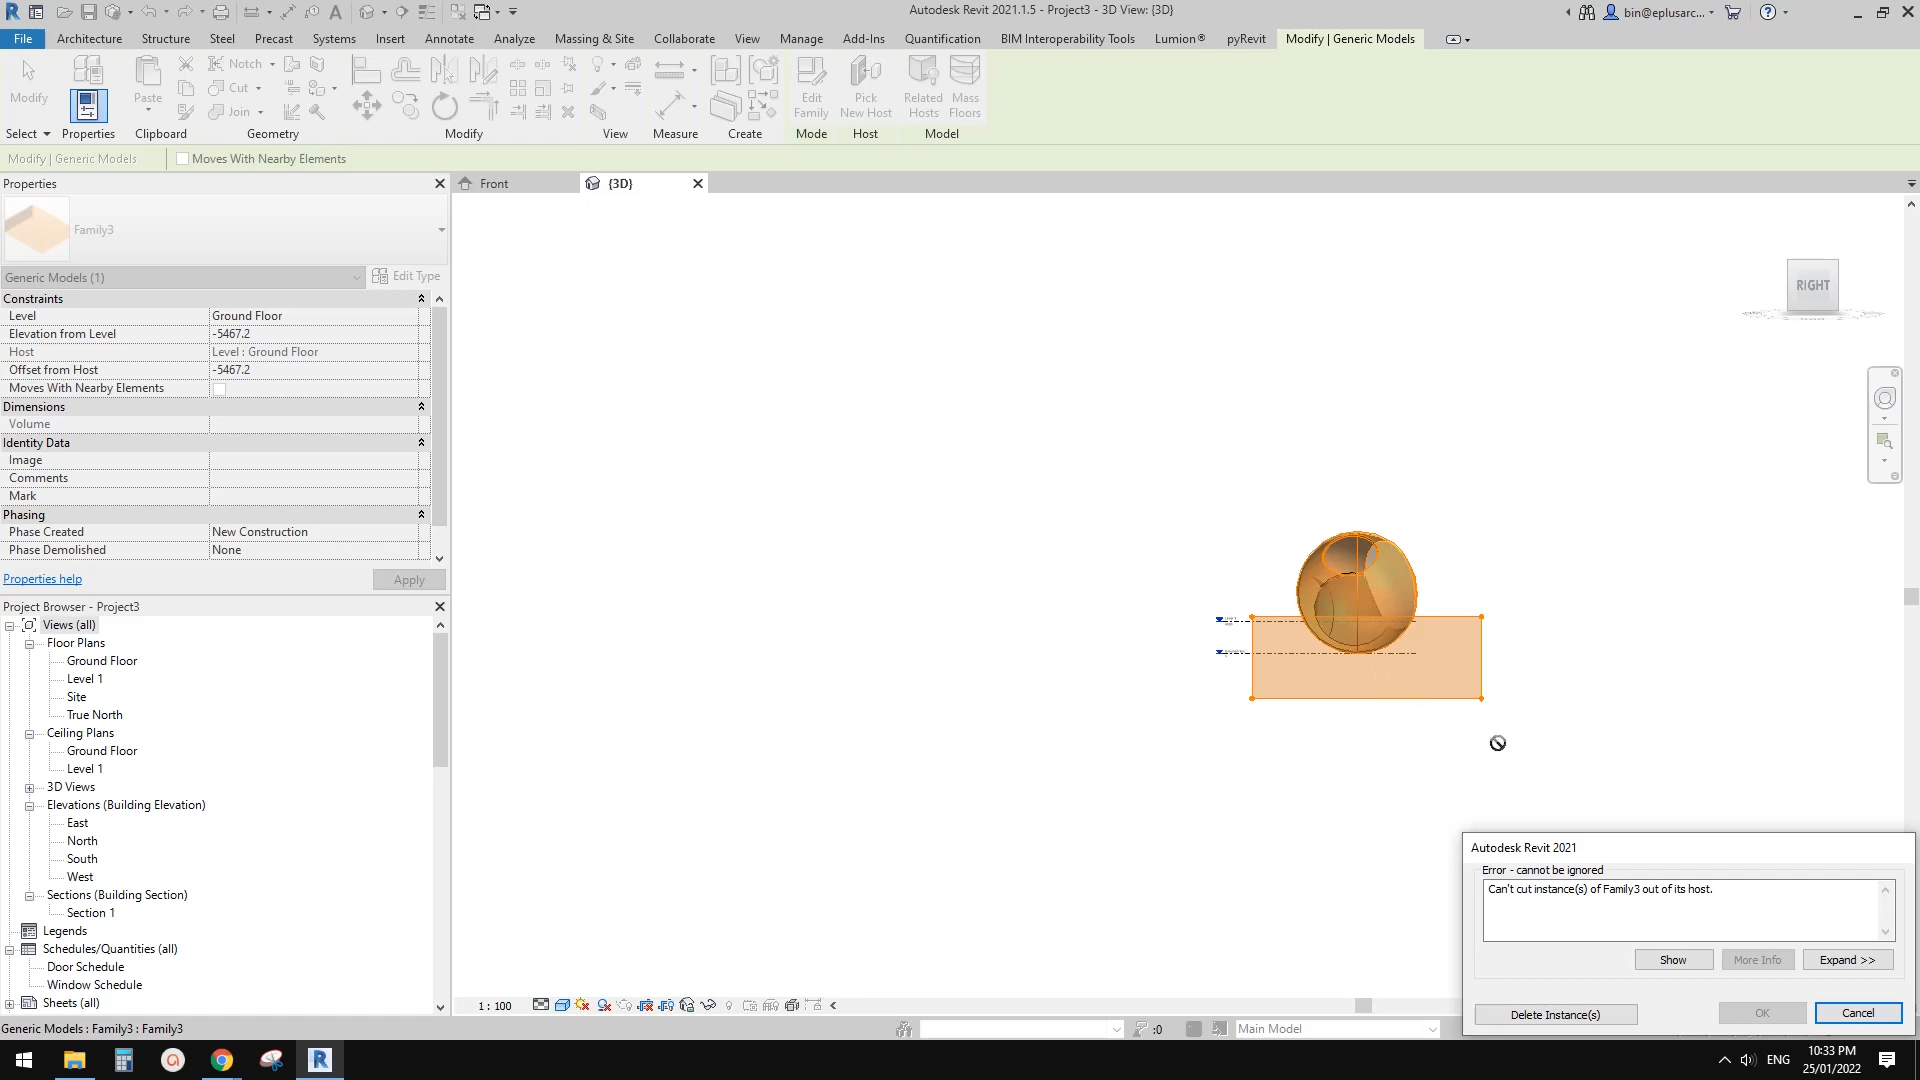 Autodesk Revit 2021.1.5 - Project3 - 3D View: {3D}
bin@eplusarc...
File Architecture Structure Steel Precast Systems Insert Annotate Analyze Massing & Site Collaborate View Manage Add-Ins Quantification BIM Interoperability Tools Lumion® pyRevit Modify | Generic Models
Modify
Paste
Notch
Cut
Join
Edit Family
Pick New Host
Related Hosts
Mass Floors
Select Properties Clipboard Geometry Modify View Measure Create Mode Host Model
Modify | Generic Models Moves With Nearby Elements
Properties
Front
{3D}
Family3
Generic Models (1) Edit Type
Constraints
Level Ground Floor
Elevation from Level -5467.2
Host Level : Ground Floor
Offset from Host -5467.2
Moves With Nearby Elements
Dimensions
Volume
Identity Data
Image
Comments
Mark
Phasing
Phase Created New Construction
Phase Demolished None
Properties help Apply
Project Browser - Project3
Views (all)
Floor Plans
Ground Floor
Level 1
Site
True North
Ceiling Plans
Ground Floor
Level 1
3D Views
Elevations (Building Elevation)
East
North
South
West
Sections (Building Section)
Section 1
Legends
Schedules/Quantities (all)
Door Schedule
Window Schedule
Sheets (all)
RIGHT
Autodesk Revit 2021
Error - cannot be ignored
Can't cut instance(s) of Family3 out of its host.
Show More Info Expand >>
Delete Instance(s) OK Cancel
1 : 100
Generic Models : Family3 : Family3
:0
Main Model
ENG
10:33 PM
25/01/2022